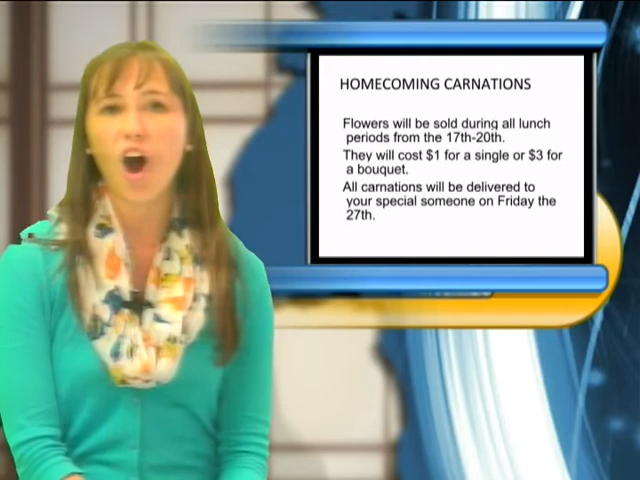 HOMECOMING CARNATIONS
Flowers will be sold during all lunch
periods from the 17th-20th.
They will cost $1 for a single or $3 for
a bouquet.
All carnations will be delivered to
your special someone on Friday the
27th.